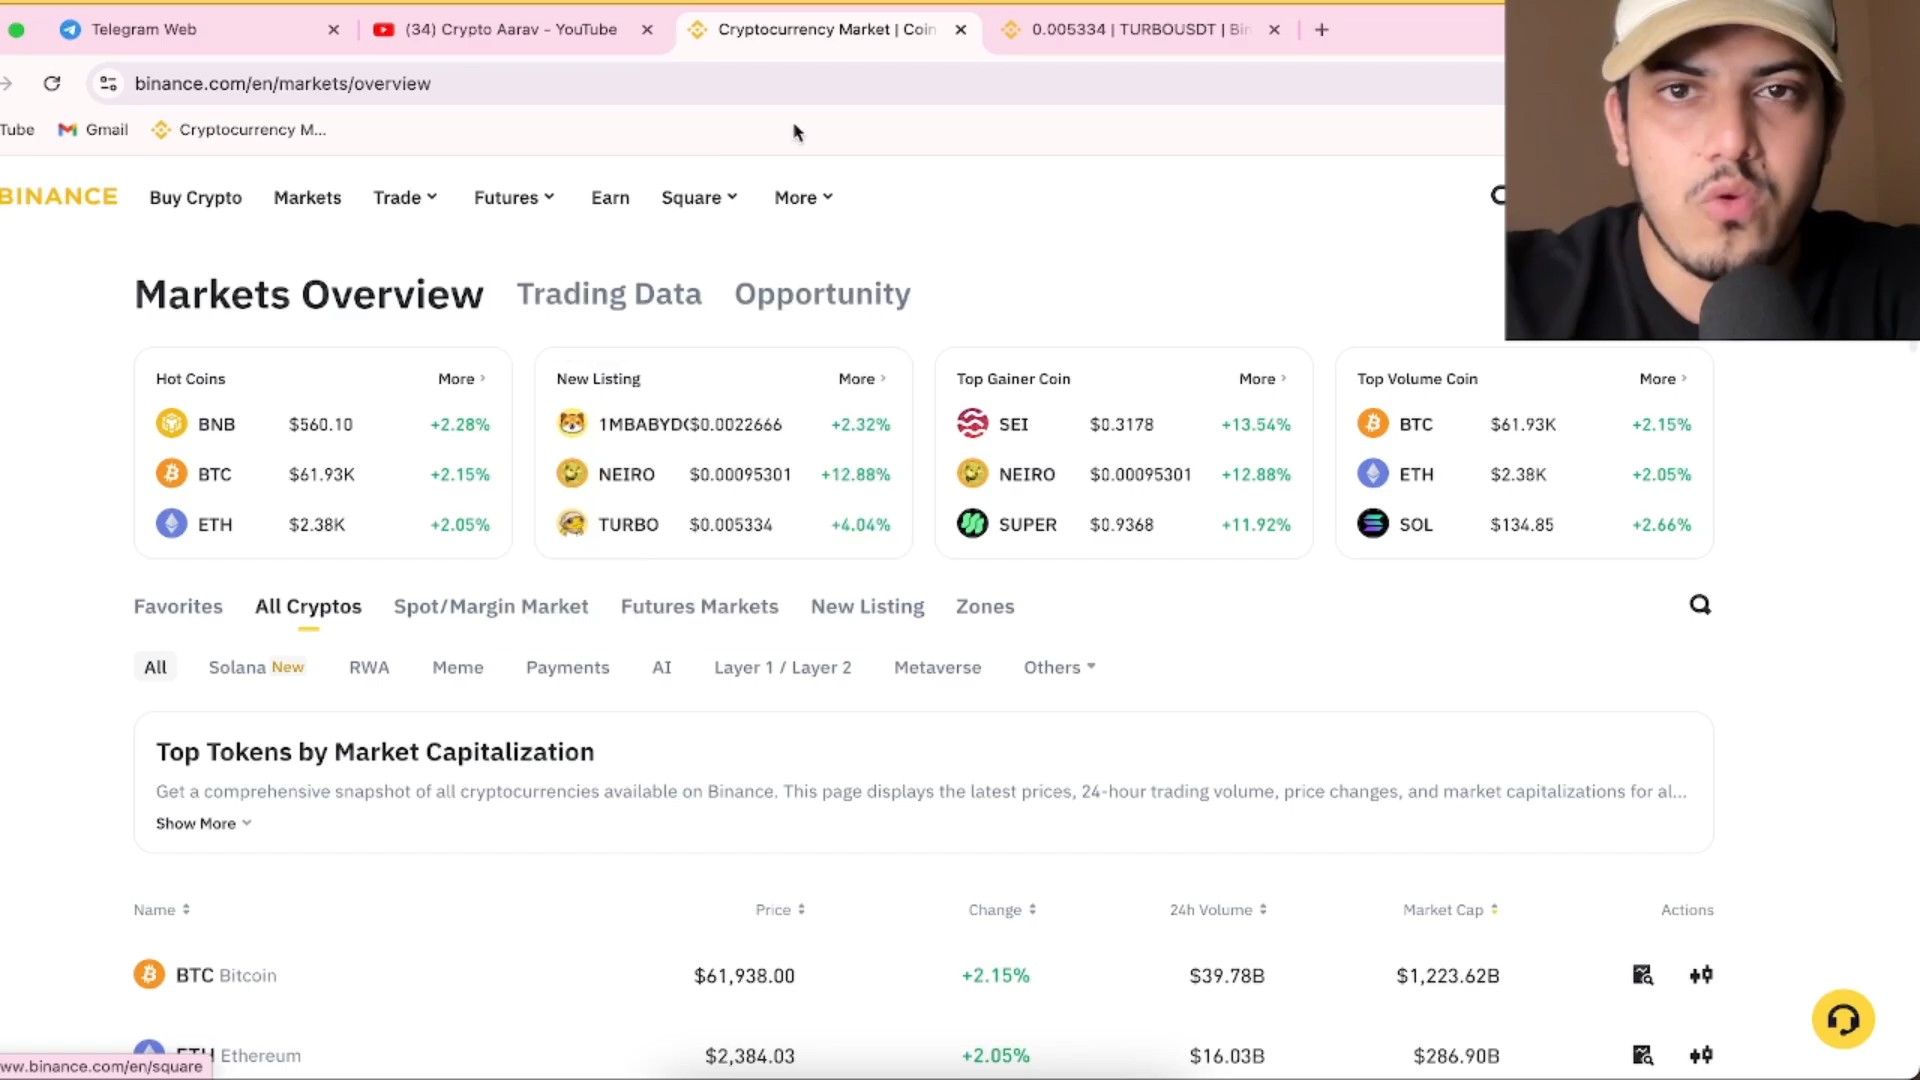 Telegram Web
(34) Crypto Aarav - YouTube
Cryptocurrency Market | Coin
0.005334 | TURBOUSDT | Bin
binance.com/en/markets/overview
Tube
Gmail
Cryptocurrency M...
BINANCE
Buy Crypto
Markets
Trade
Futures
Earn
Square
More
Markets Overview
Trading Data
Opportunity
Hot Coins
More
BNB $560.10 +2.28%
BTC $61.93K +2.15%
ETH $2.38K +2.05%
New Listing
More
1MBABYD $0.0022666 +2.32%
NEIRO $0.00095301 +12.88%
TURBO $0.005334 +4.04%
Top Gainer Coin
More
SEI $0.3178 +13.54%
NEIRO $0.00095301 +12.88%
SUPER $0.9368 +11.92%
Top Volume Coin
More
BTC $61.93K +2.15%
ETH $2.38K +2.05%
SOL $134.85 +2.66%
Favorites
All Cryptos
Spot/Margin Market
Futures Markets
New Listing
Zones
All
Solana New
RWA
Meme
Payments
AI
Layer 1 / Layer 2
Metaverse
Others
Top Tokens by Market Capitalization
Get a comprehensive snapshot of all cryptocurrencies available on Binance. This page displays the latest prices, 24-hour trading volume, price changes, and market capitalizations for al...
Show More
Name Price Change 24h Volume Market Cap Actions
BTC Bitcoin $61,938.00 +2.15% $39.78B $1,223.62B
ETH Ethereum $2,384.03 +2.05% $16.03B $286.90B
ww.binance.com/en/square